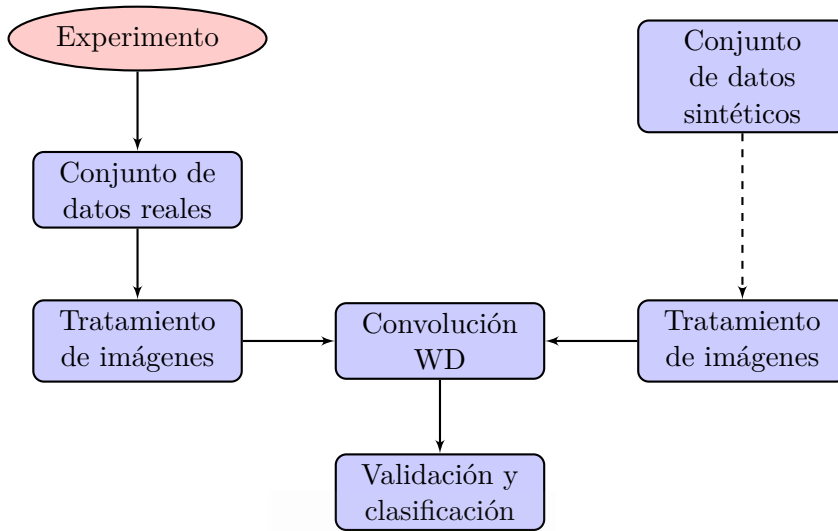 Experimento
Conjunto
de datos
sintéticos
Conjunto de
datos reales
Tratamiento
de imágenes
Convolución
WD
Tratamiento
de imágenes
Validación y
clasificación